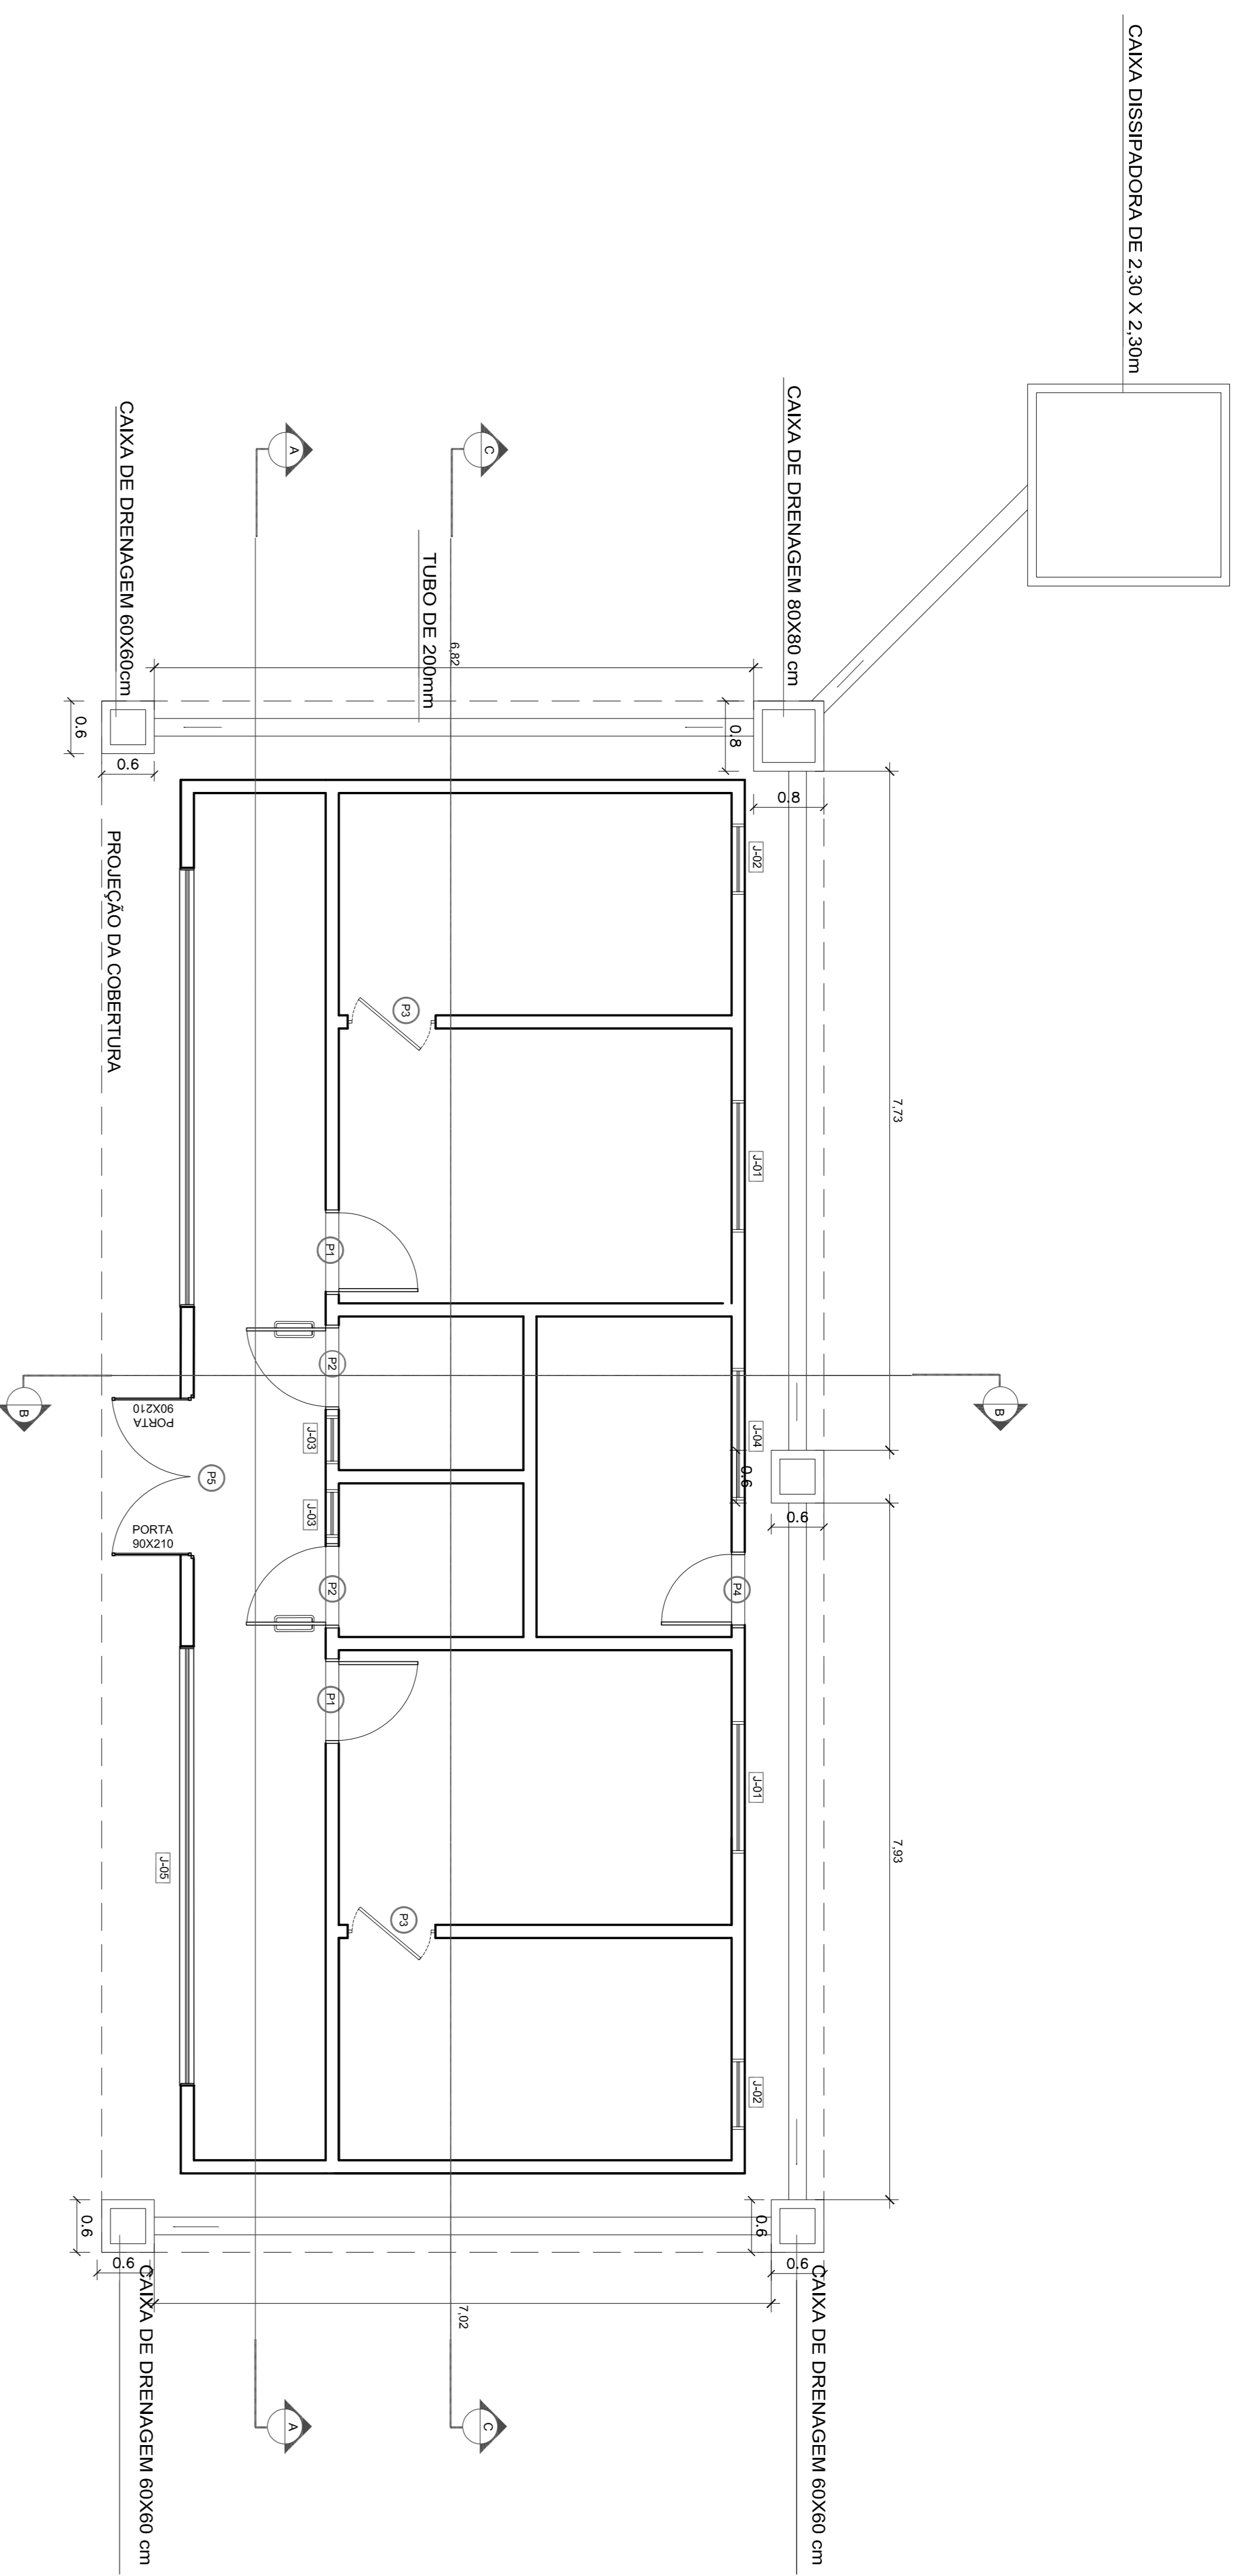 CAIXA DISSIPADORA DE 2,30 X 2,30m
CAIXA DE DRENAGEM 80X80 cm
CAIXA DE DRENAGEM 60X60cm
A
C
TUBO DE 200mm
6,82
0.6
0.6
0.8
0.8
PROJEÇÃO DA COBERTURA
J-02
P3
7,73
J-01
P1
P2
B
B
PORTA
90X210
J-03
J-04
0.6
0.6
P5
J-03
PORTA
90X210
P2
P4
P1
J-01
7,93
J-05
P3
J-02
0.6
0.6
0.6
0.6
7,02
CAIXA DE DRENAGEM 60X60 cm
CAIXA DE DRENAGEM 60X60 cm
A
C